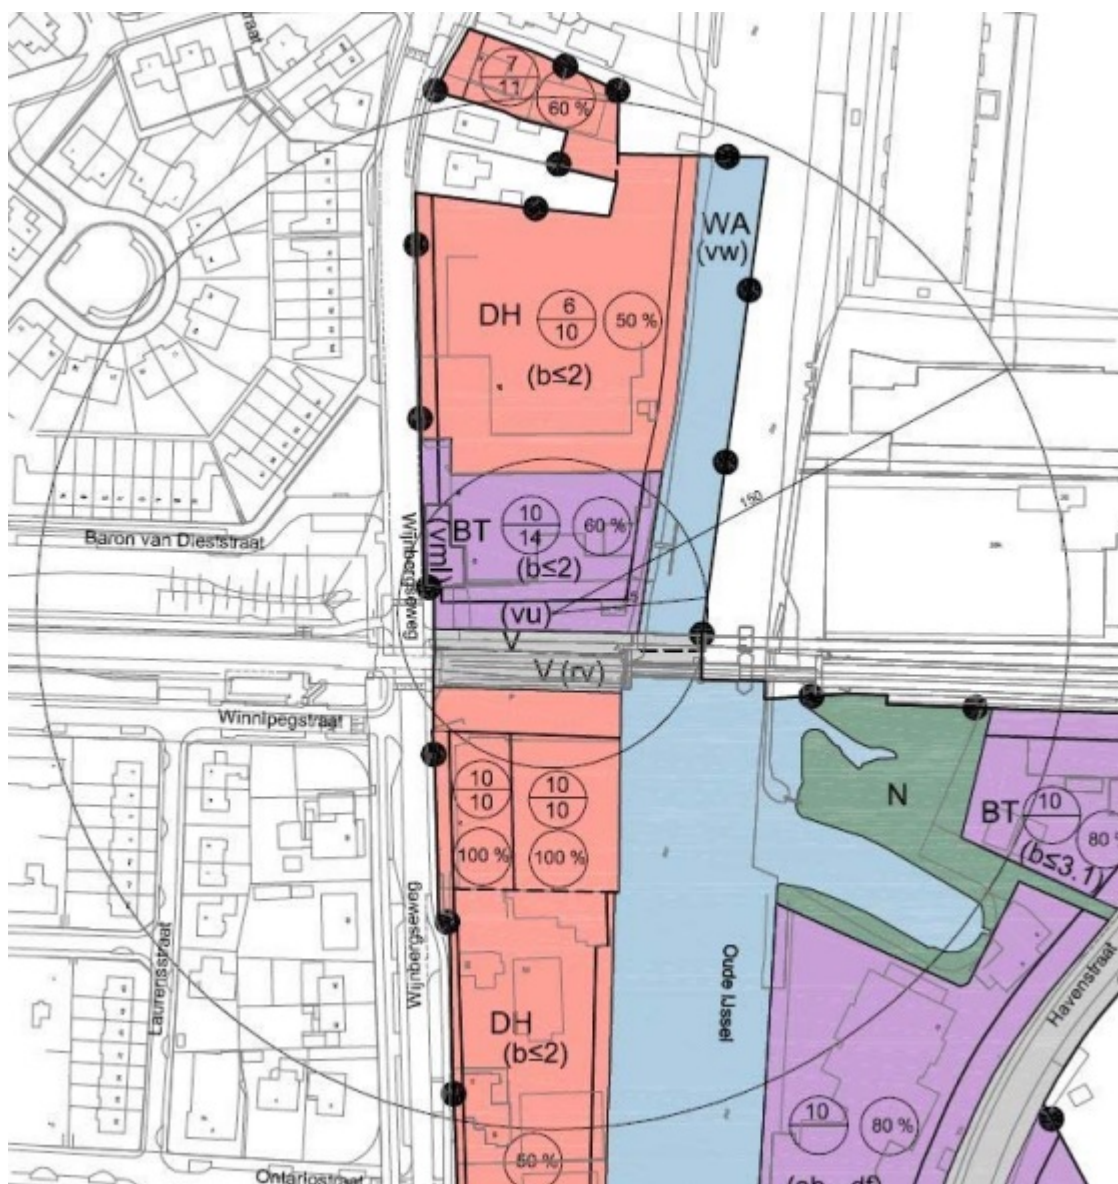 7
11
60 %
WA
(vw)
DH
6
10
50 %
(b≤2)
150
Baron van Dieststraat
Wijnbergseweg
(vml)
BT
10
14
60 %
(b≤2)
(vu)
V
V (rv)
Winnipegstraat
10
10
10
10
100 %
100 %
N
BT
10
80
(b≤3.1)
Laurensstraat
Wijnbergseweg
Oude IJssel
Havenstraat
DH
(b≤2)
10
80 %
50 %
Ontariostraat